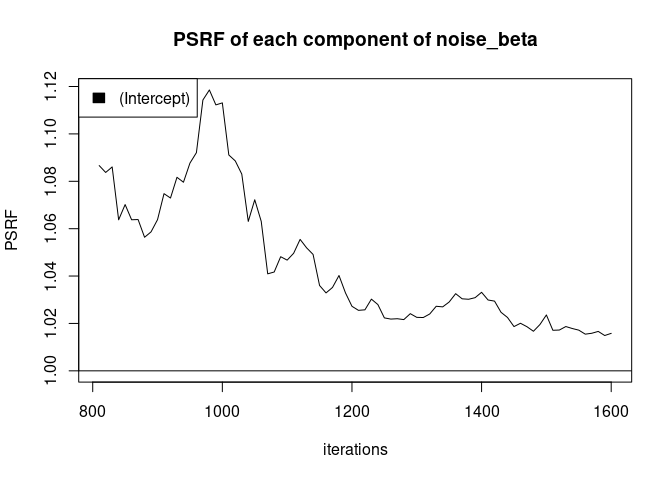 PSRF of each component of noise_beta
(Intercept)
PSRF
1.12
1.10
1.08
1.06
1.04
1.02
1.00
800 1000 1200 1400 1600
iterations